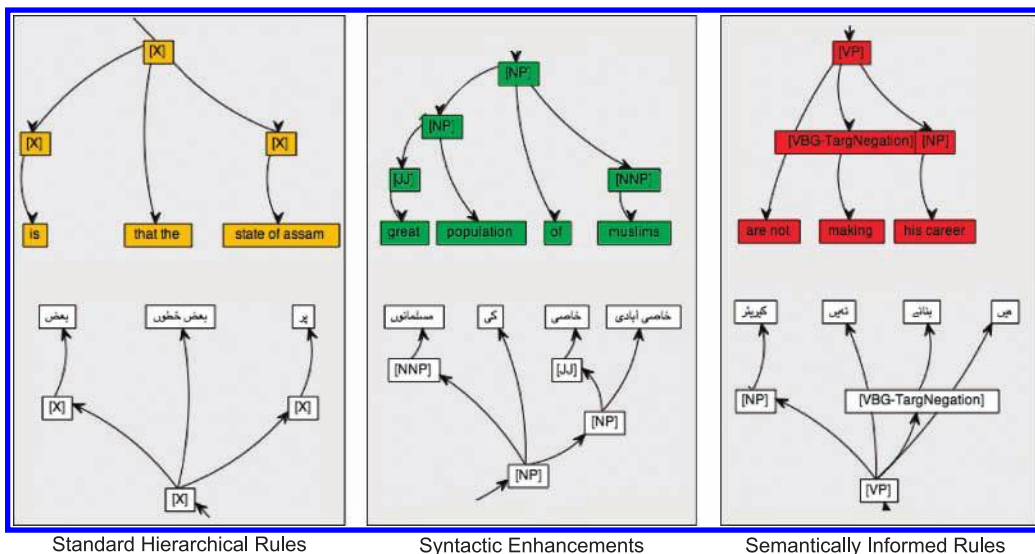 [X]
[X]
[X]
is
that the
state of assam
بعض
بعض خطوں
پر
[X]
[X]
[X]
Standard Hierarchical Rules
[NP]
[NP]
[JJ]
[NNP]
great
population
of
muslims
مسلمانوں
کی
خاصی
خاصی آبادی
[NNP]
[JJ]
[NP]
[NP]
Syntactic Enhancements
[VP]
[VBG-TargNegation]
[NP]
are not
making
his career
کیریئر
نہیں
بنانے
ہیں
[NP]
[VBG-TargNegation]
[VP]
Semantically Informed Rules